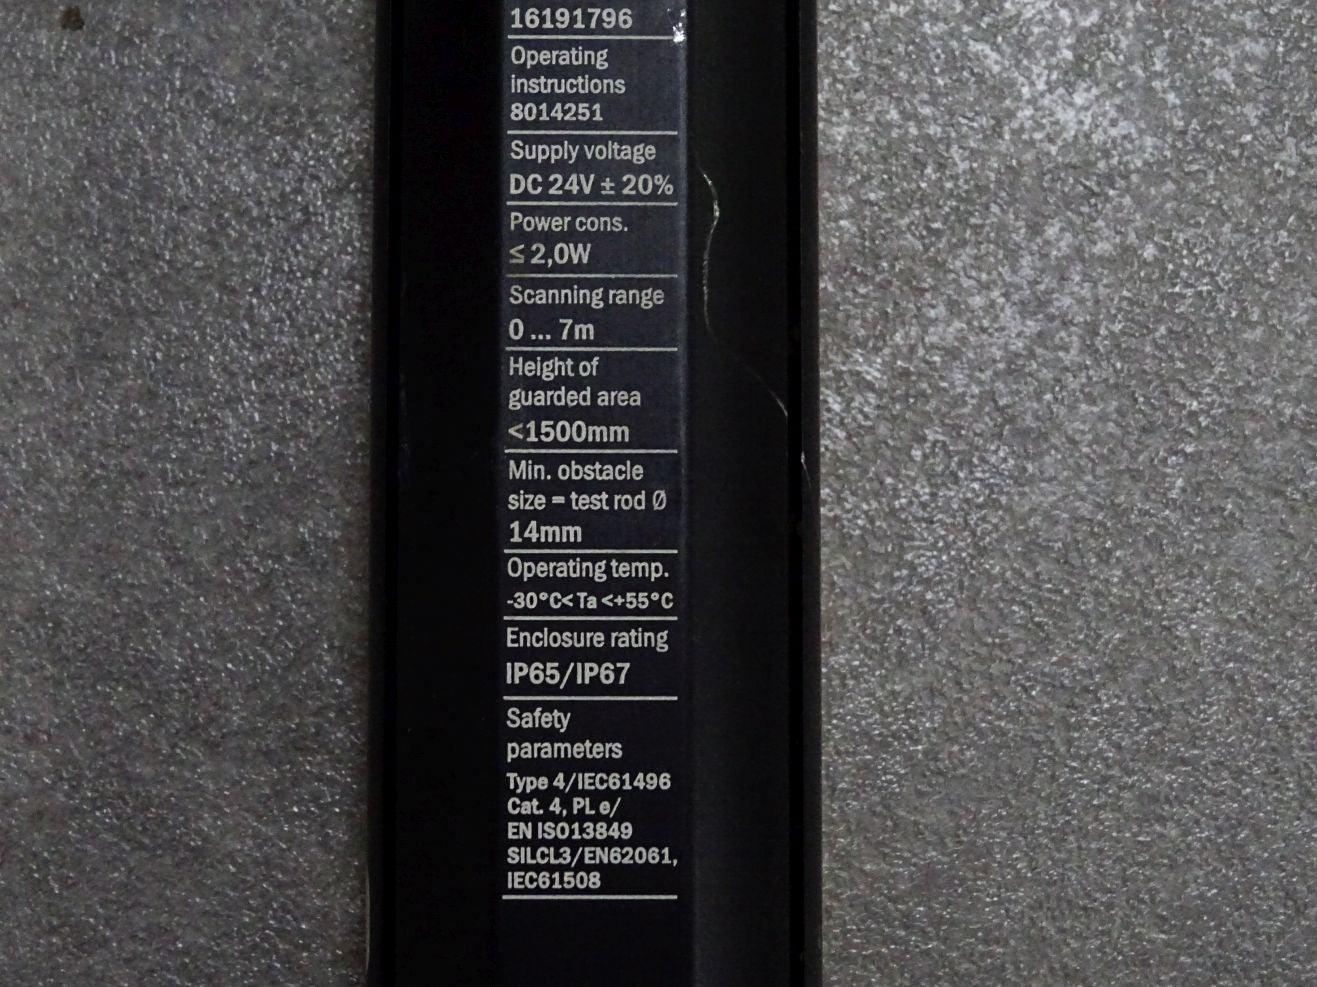 16191796
Operating
instructions
8014251
Supply voltage
DC 24V ± 20%
Power cons.
≤ 2,0W
Scanning range
0 ... 7m
Height of
guarded area
<1500mm
Min. obstacle
size = test rod Ø
14mm
Operating temp.
-30°C< Ta <+55°C
Enclosure rating
IP65/IP67
Safety
parameters
Type 4/IEC61496
Cat. 4, PL e/
EN ISO13849
SILCL3/EN62061,
IEC61508